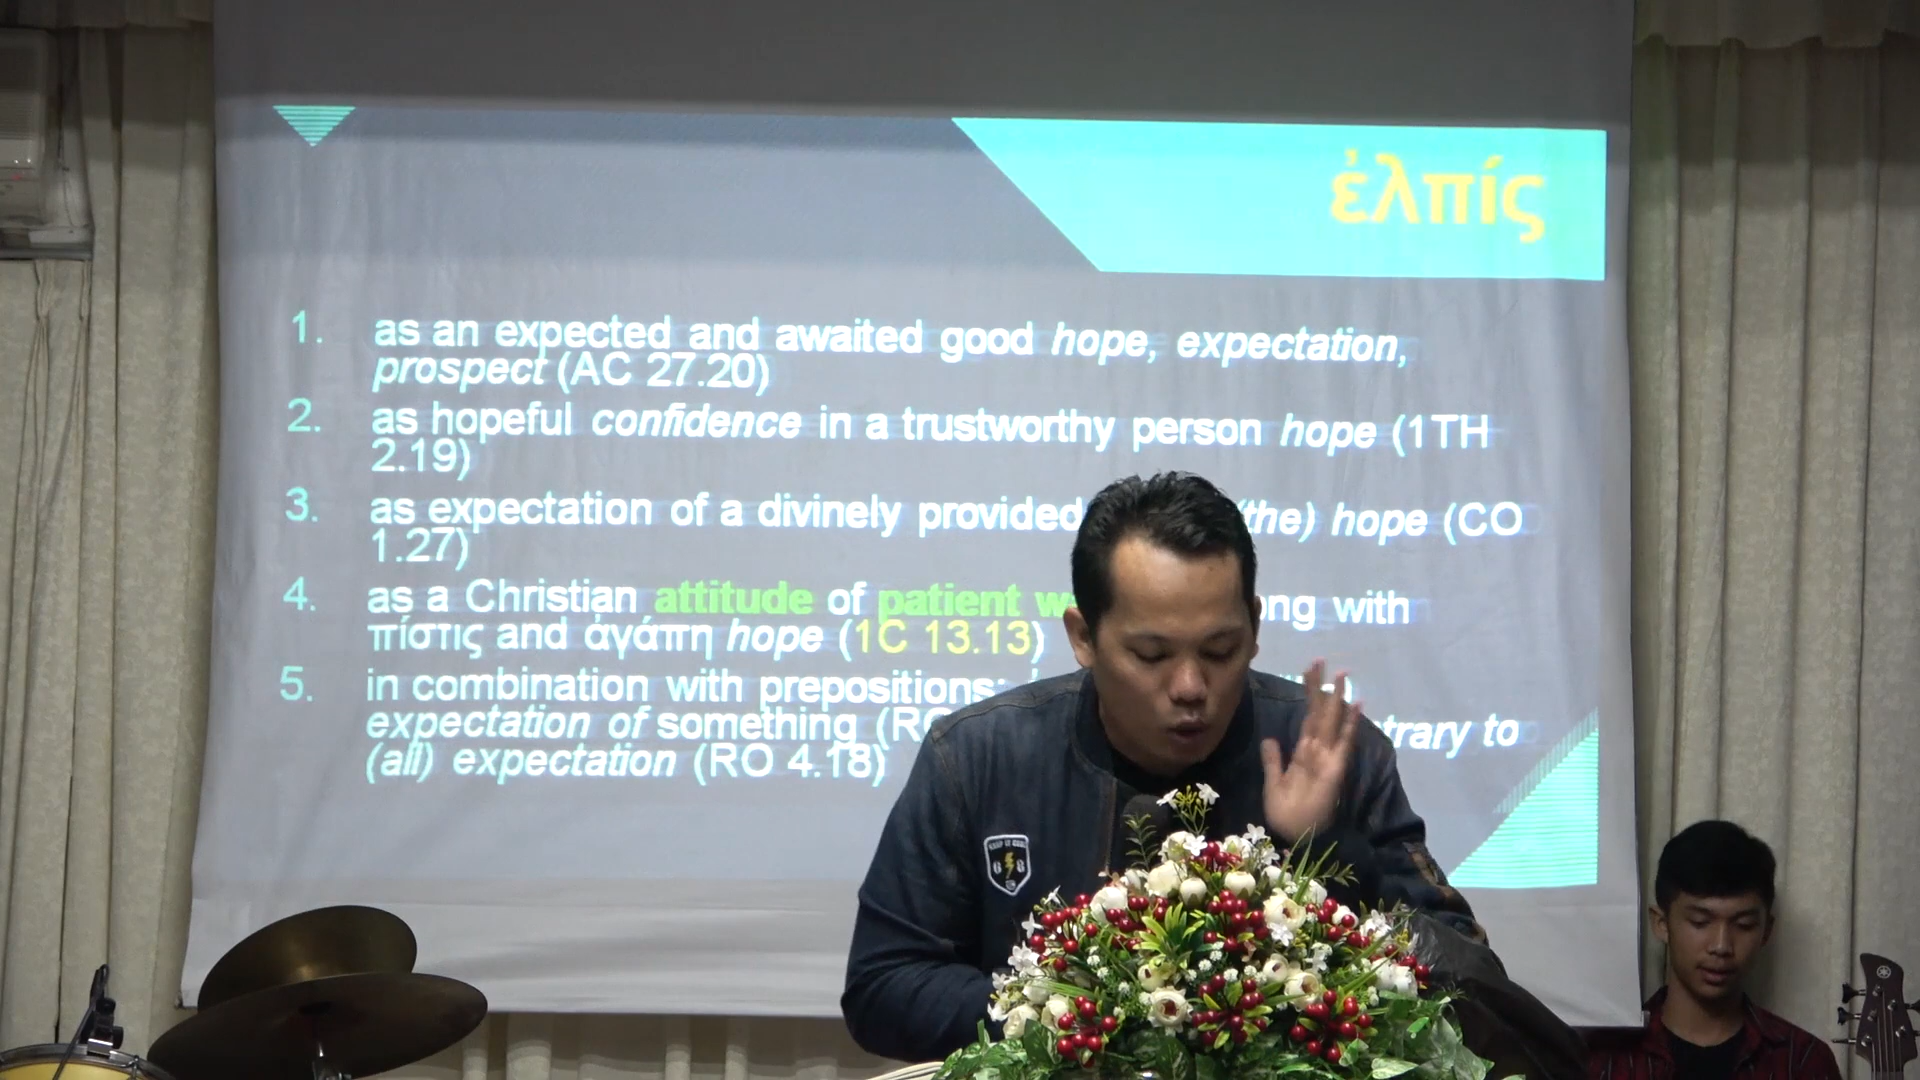 ἐλπίς
1. as an expected and awaited good hope, expectation,
prospect (AC 27.20)
2. as hopeful confidence in a trustworthy person hope (1TH
2.19)
3. as expectation of a divinely provided (the) hope (CO
1.27)
4. as a Christian attitude of patient with
πίστις and ἀγάπη hope (1C 13.13)
5. in combination with prepositions:
expectation of something to
(all) expectation (RO 4.18)
6 8